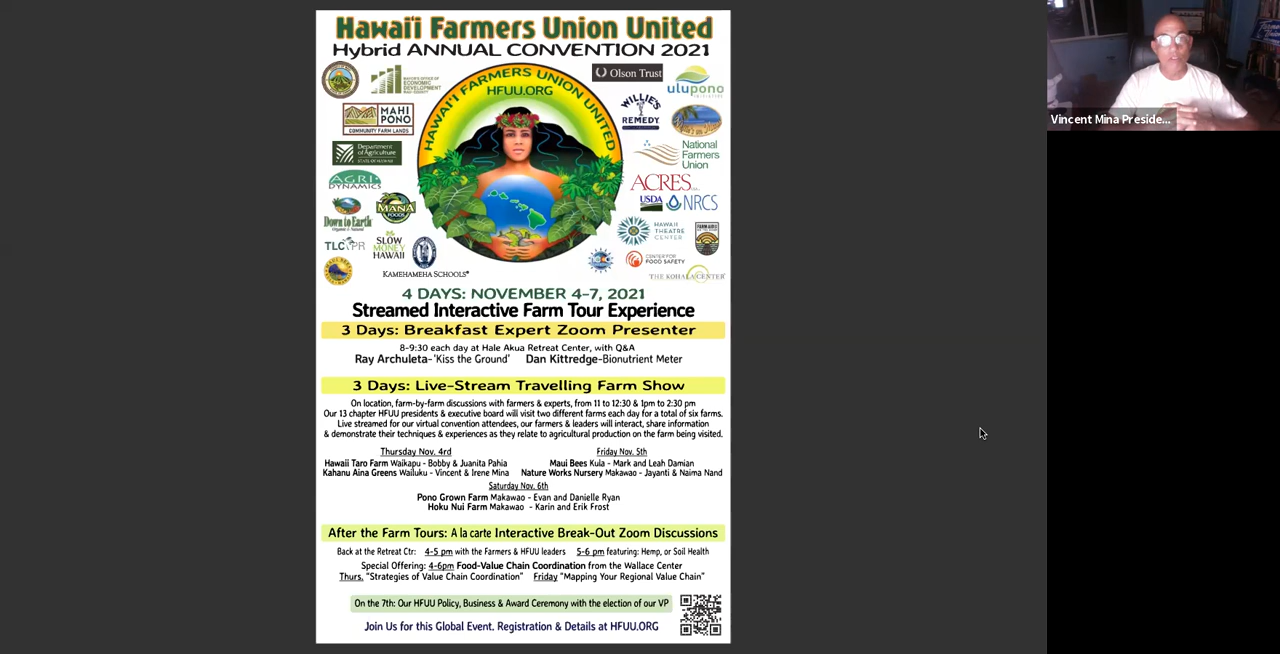 Hawai'i Farmers Union United
Hybrid ANNUAL CONVENTION 2021
HAWAI'I FARMERS UNION UNITED
HFUU.ORG
MAYOR'S OFFICE OF
ECONOMIC
DEVELOPMENT
Olson Trust
ulupono
INITIATIVE
MAHI
PONO
COMMUNITY FARM LANDS
WILLIE'S
REMEDY
Department
of Agriculture
STATE OF HAWAII
National
Farmers
Union
AGRI-
DYNAMICS
ACRES
USDA
NRCS
Down to Earth
Organic & Natural
MANA
FOODS
HAWAII
THEATRE
CENTER
TLC PR
SLOW
MONEY
HAWAII
KAMEHAMEHA SCHOOLS®
CENTER FOR
FOOD SAFETY
THE KOHALA CENTER
4 DAYS: NOVEMBER 4-7, 2021
Streamed Interactive Farm Tour Experience
3 Days: Breakfast Expert Zoom Presenter
8-9:30 each day at Hale Akua Retreat Center, with Q&A
Ray Archuleta-'Kiss the Ground' Dan Kittredge-Bionutrient Meter
3 Days: Live-Stream Travelling Farm Show
On location, farm-by-farm discussions with farmers & experts, from 11 to 12:30 & 1pm to 2:30 pm
Our 13 chapter HFUU presidents & executive board will visit two different farms each day for a total of six farms.
Live streamed for our virtual convention attendees, our farmers & leaders will interact, share information
& demonstrate their techniques & experiences as they relate to agricultural production on the farm being visited.
Thursday Nov. 4rd
Hawaii Taro Farm Waikapu - Bobby & Juanita Pahia
Kahanu Aina Greens Wailuku - Vincent & Irene Mina
Friday Nov. 5th
Maui Bees Kula - Mark and Leah Damian
Nature Works Nursery Makawao - Jayanti & Naima Nand
Saturday Nov. 6th
Pono Grown Farm Makawao - Evan and Danielle Ryan
Hoku Nui Farm Makawao - Karin and Erik Frost
After the Farm Tours: A la carte Interactive Break-Out Zoom Discussions
Back at the Retreat Ctr: 4-5 pm with the Farmers & HFUU leaders 5-6 pm featuring: Hemp, or Soil Health
Special Offering: 4-6pm Food-Value Chain Coordination from the Wallace Center
Thurs. "Strategies of Value Chain Coordination" Friday "Mapping Your Regional Value Chain"
On the 7th: Our HFUU Policy, Business & Award Ceremony with the election of our VP
Join Us for this Global Event. Registration & Details at HFUU.ORG
Vincent Mina Preside...